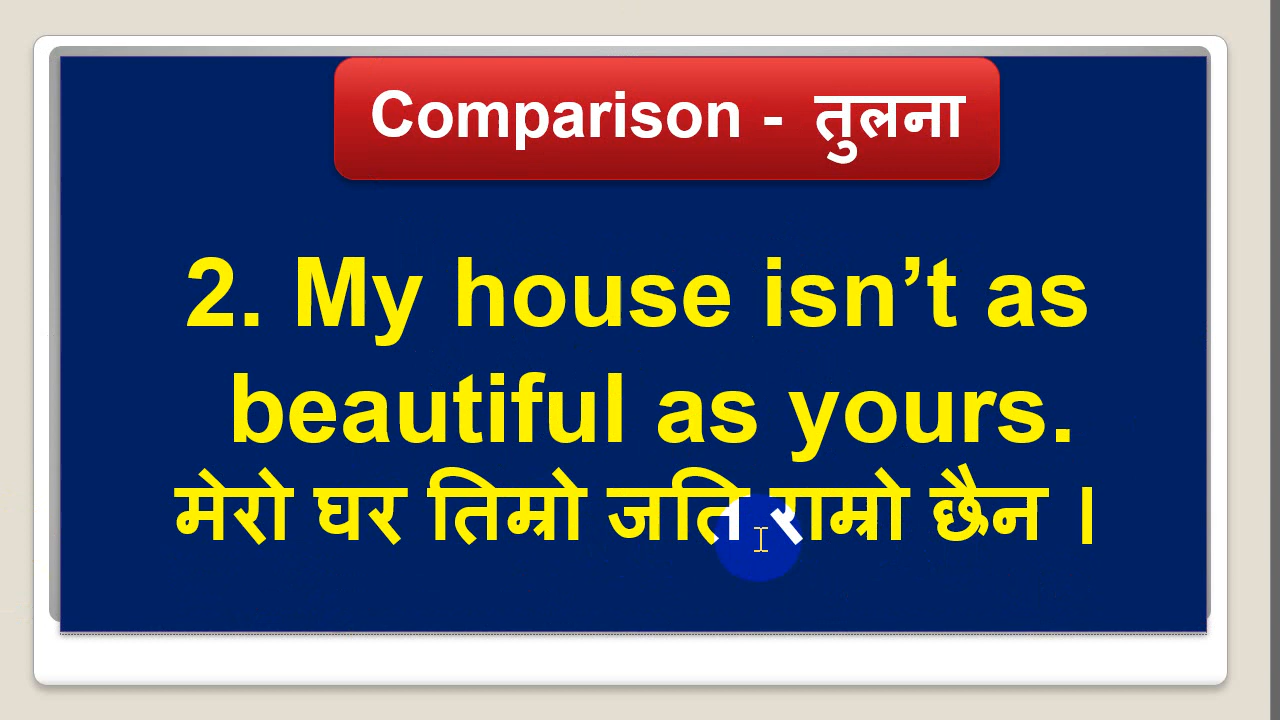 Comparison - तुलना
2. My house isn’t as
beautiful as yours.
मेरो घर तिम्रो जति राम्रो छैन ।